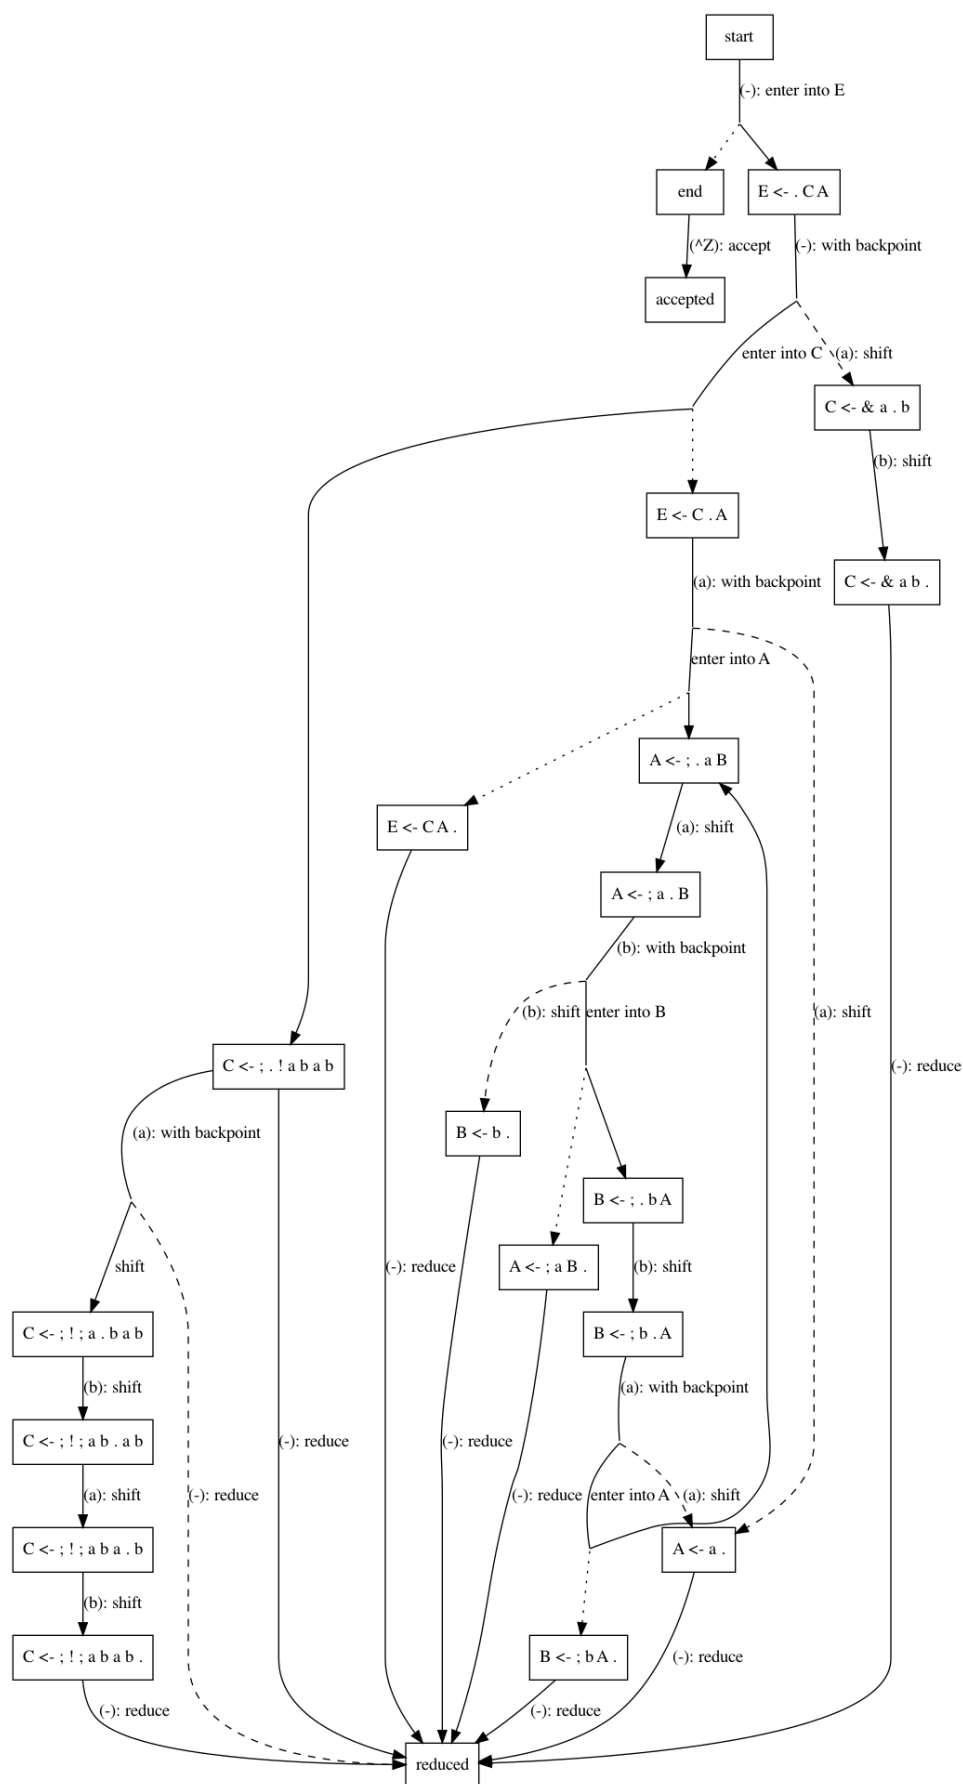 start
(-): enter into E
end
E <- . C A
(^Z): accept
(-): with backpoint
accepted
enter into C
(a): shift
C <- & a . b
(b): shift
E <- C . A
(a): with backpoint
C <- & a b .
enter into A
A <- ; . a B
E <- C A .
(a): shift
A <- ; a . B
(b): with backpoint
(b): shift
enter into B
(a): shift
C <- ; . ! a b a b
(-): reduce
B <- b .
(a): with backpoint
B <- ; . b A
shift
(-): reduce
A <- ; a B .
(b): shift
C <- ; ! ; a . b a b
B <- ; b . A
(b): shift
(a): with backpoint
C <- ; ! ; a b . a b
(-): reduce
(-): reduce
(a): shift
(-): reduce
(-): reduce
enter into A
(a): shift
C <- ; ! ; a b a . b
A <- a .
(b): shift
C <- ; ! ; a b a b .
B <- ; b A .
(-): reduce
(-): reduce
(-): reduce
reduced